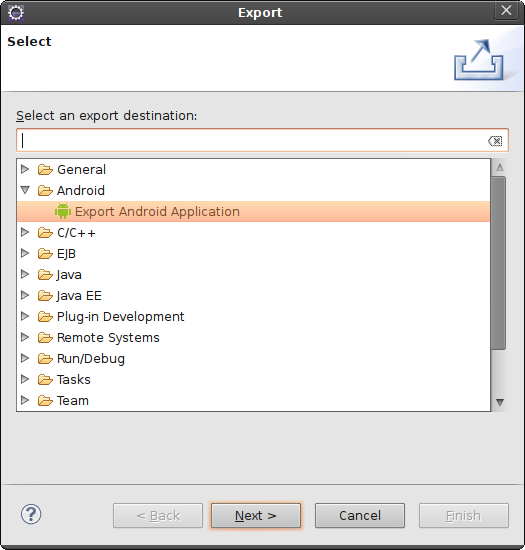 Export
Select
Select an export destination:
General
Android
Export Android Application
C/C++
EJB
Java
Java EE
Plug-in Development
Remote Systems
Run/Debug
Tasks
Team
?
< Back
Next >
Cancel
Finish